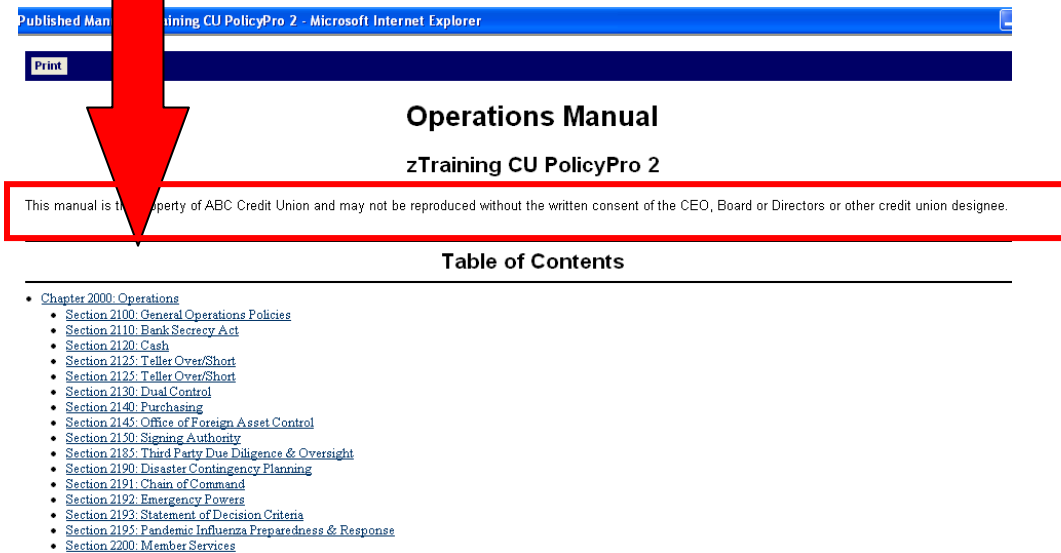 Published Man aining CU PolicyPro 2 - Microsoft Internet Explorer
Print
Operations Manual
zTraining CU PolicyPro 2
This manual is th operty of ABC Credit Union and may not be reproduced without the written consent of the CEO, Board or Directors or other credit union designee.
Table of Contents
Chapter 2000: Operations
Section 2100: General Operations Policies
Section 2110: Bank Secrecy Act
Section 2120: Cash
Section 2125: Teller Over/Short
Section 2125: Teller Over/Short
Section 2130: Dual Control
Section 2140: Purchasing
Section 2145: Office of Foreign Asset Control
Section 2150: Signing Authority
Section 2185: Third Party Due Diligence & Oversight
Section 2190: Disaster Contingency Planning
Section 2191: Chain of Command
Section 2192: Emergency Powers
Section 2193: Statement of Decision Criteria
Section 2195: Pandemic Influenza Preparedness & Response
Section 2200: Member Services